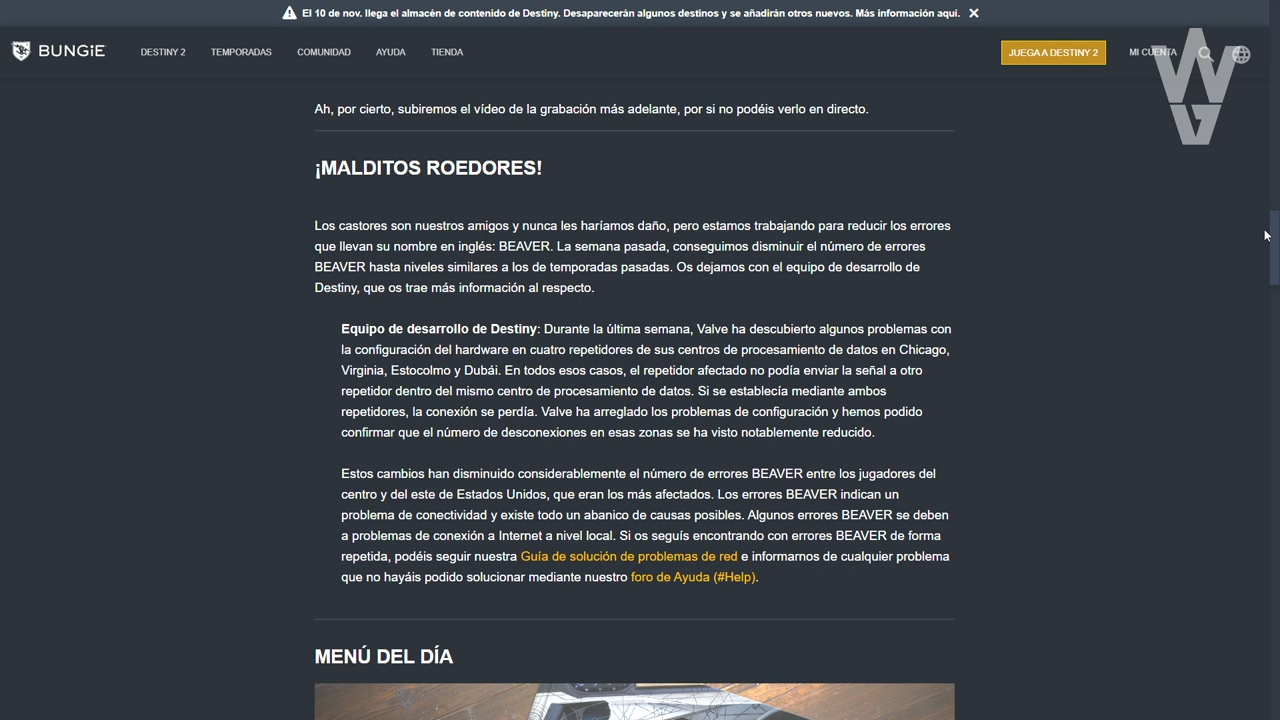 El 10 de nov. llega el almacén de contenido de Destiny. Desaparecerán algunos destinos y se añadirán otros nuevos. Más información aquí.
BUNGiE
DESTINY 2
TEMPORADAS
COMUNIDAD
AYUDA
TIENDA
JUEGA A DESTINY 2
MI CUENTA
Ah, por cierto, subiremos el vídeo de la grabación más adelante, por si no podéis verlo en directo.
¡MALDITOS ROEDORES!
Los castores son nuestros amigos y nunca les haríamos daño, pero estamos trabajando para reducir los errores
que llevan su nombre en inglés: BEAVER. La semana pasada, conseguimos disminuir el número de errores
BEAVER hasta niveles similares a los de temporadas pasadas. Os dejamos con el equipo de desarrollo de
Destiny, que os trae más información al respecto.
Equipo de desarrollo de Destiny: Durante la última semana, Valve ha descubierto algunos problemas con
la configuración del hardware en cuatro repetidores de sus centros de procesamiento de datos en Chicago,
Virginia, Estocolmo y Dubái. En todos esos casos, el repetidor afectado no podía enviar la señal a otro
repetidor dentro del mismo centro de procesamiento de datos. Si se establecía mediante ambos
repetidores, la conexión se perdía. Valve ha arreglado los problemas de configuración y hemos podido
confirmar que el número de desconexiones en esas zonas se ha visto notablemente reducido.
Estos cambios han disminuido considerablemente el número de errores BEAVER entre los jugadores del
centro y del este de Estados Unidos, que eran los más afectados. Los errores BEAVER indican un
problema de conectividad y existe todo un abanico de causas posibles. Algunos errores BEAVER se deben
a problemas de conexión a Internet a nivel local. Si os seguís encontrando con errores BEAVER de forma
repetida, podéis seguir nuestra Guía de solución de problemas de red e informarnos de cualquier problema
que no hayáis podido solucionar mediante nuestro foro de Ayuda (#Help).
MENÚ DEL DÍA